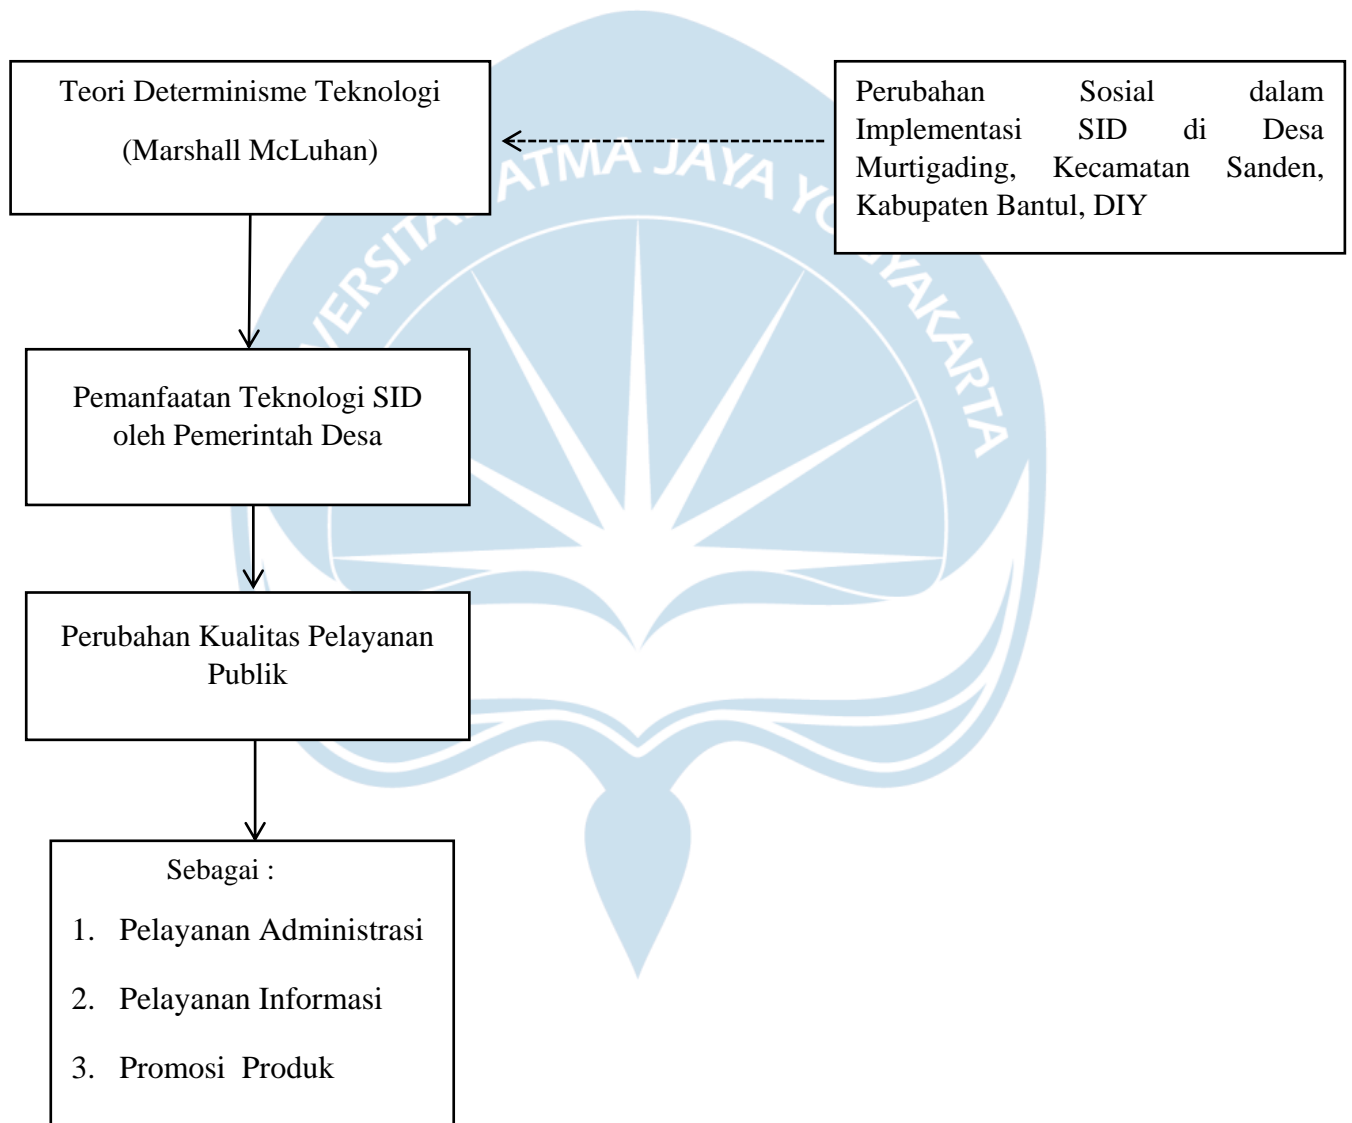 Teori Determinisme Teknologi
(Marshall McLuhan)
Perubahan Sosial dalam
Implementasi SID di Desa
Murtigading, Kecamatan Sanden,
Kabupaten Bantul, DIY
ATMA JAYA
Pemanfaatan Teknologi SID
oleh Pemerintah Desa
Perubahan Kualitas Pelayanan
Publik
Sebagai :
1. Pelayanan Administrasi
2. Pelayanan Informasi
3. Promosi Produk